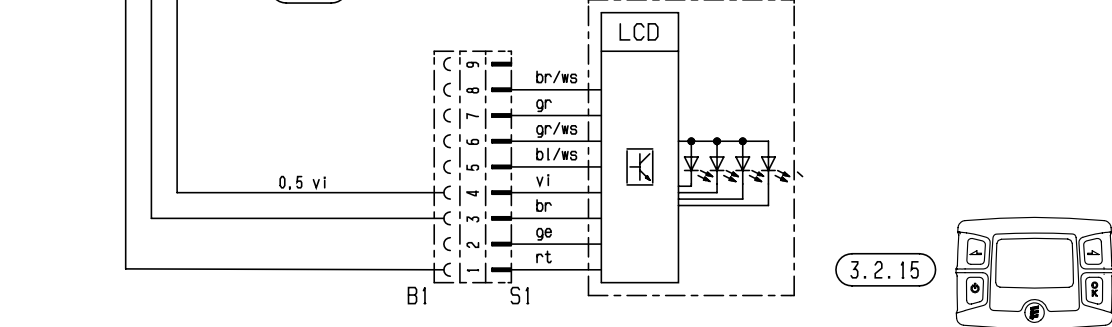 LCD
9
8 br/ws
7 gr
6 gr/ws
5 bl/ws
0,5 vi 4 vi
3 br
2 ge
1 rt
B1 S1
3.2.15
OK